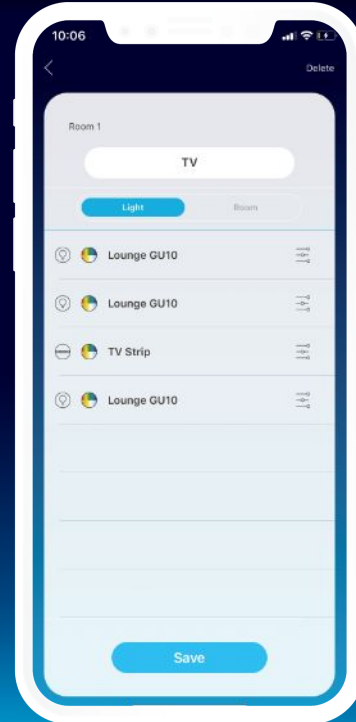 10:06
Delete
Room 1
TV
Light Room
Lounge GU10
Lounge GU10
TV Strip
Lounge GU10
Save